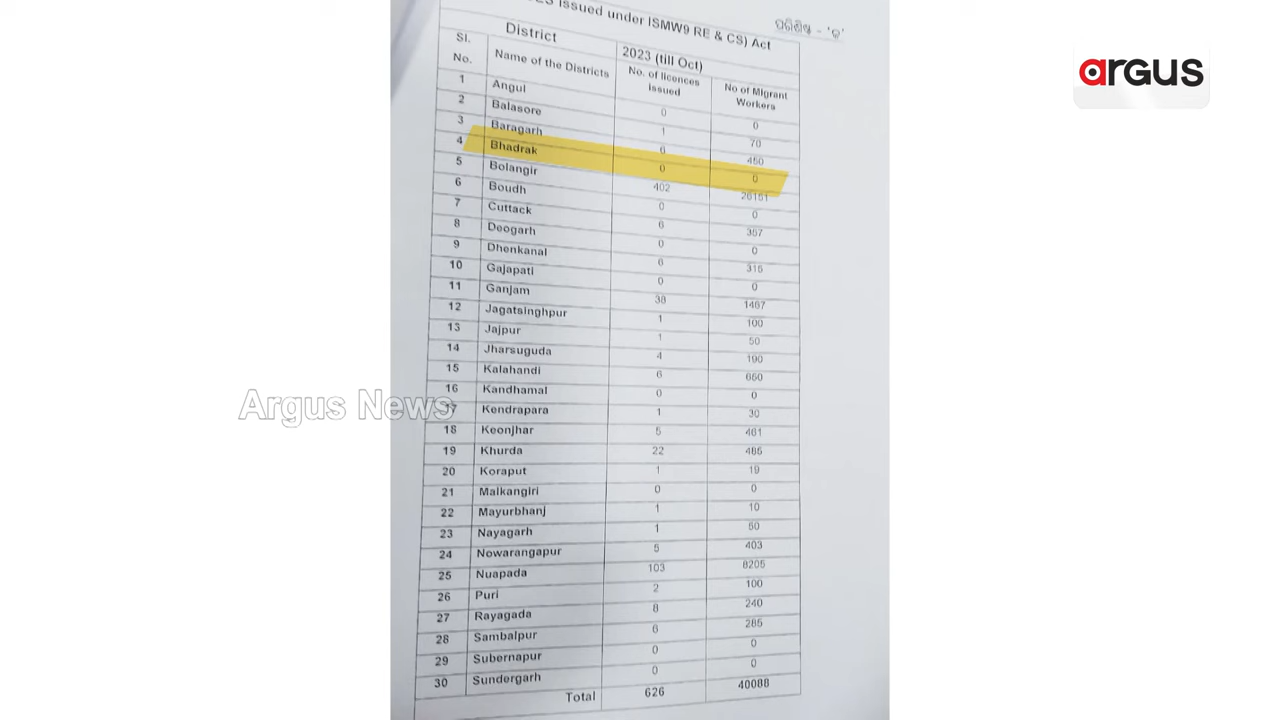 issued under ISMW9 RE & CS) Act
ପରିଶିଷ୍ଟ - 'କ'
argus
District
2023 (till Oct)
Sl. No. Name of the Districts No. of licences issued No of Migrant Workers
1 Angul 0 0
2 Balasore 1 70
3 Baragarh 6 450
4 Bhadrak 0 0
5 Bolangir 402 26151
6 Boudh 0 0
7 Cuttack 6 357
8 Deogarh 0 0
9 Dhenkanal 6 315
10 Gajapati 0 0
11 Ganjam 38 1467
12 Jagatsinghpur 1 100
13 Jajpur 1 50
14 Jharsuguda 4 190
15 Kalahandi 6 650
16 Kandhamal 0 0
Argus News
17 Kendrapara 1 30
18 Keonjhar 5 461
19 Khurda 22 485
20 Koraput 1 19
21 Malkangiri 0 0
22 Mayurbhanj 1 10
23 Nayagarh 1 50
24 Nowarangapur 5 403
25 Nuapada 103 8205
26 Puri 2 100
27 Rayagada 8 240
28 Sambalpur 6 285
29 Subernapur 0 0
30 Sundergarh 0 0
Total 626 40088